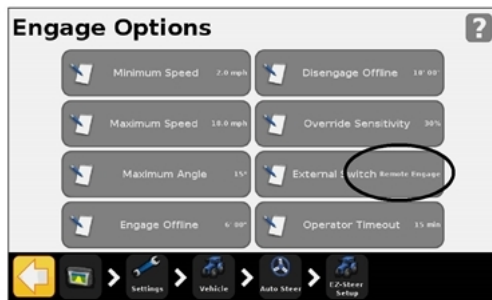 Engage Options
?
Minimum Speed 2.0 mph
Disengage Offline 10' 00"
Maximum Speed 18.0 mph
Override Sensitivity 30%
Maximum Angle 15°
External Switch Remote Engage
Engage Offline 6' 00"
Operator Timeout 15 min
Settings
Vehicle
Auto Steer
EZ-Steer
Setup